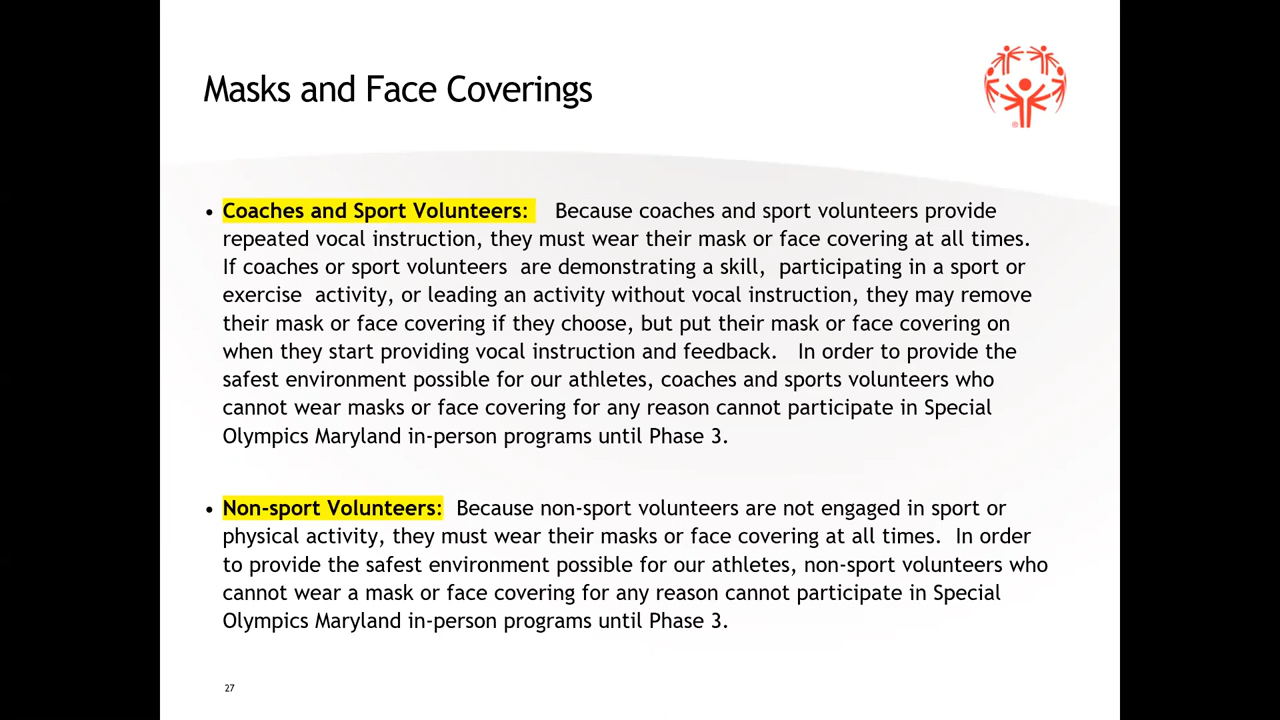 Masks and Face Coverings
• Coaches and Sport Volunteers: Because coaches and sport volunteers provide
repeated vocal instruction, they must wear their mask or face covering at all times.
If coaches or sport volunteers are demonstrating a skill, participating in a sport or
exercise activity, or leading an activity without vocal instruction, they may remove
their mask or face covering if they choose, but put their mask or face covering on
when they start providing vocal instruction and feedback. In order to provide the
safest environment possible for our athletes, coaches and sports volunteers who
cannot wear masks or face covering for any reason cannot participate in Special
Olympics Maryland in-person programs until Phase 3.
• Non-sport Volunteers: Because non-sport volunteers are not engaged in sport or
physical activity, they must wear their masks or face covering at all times. In order
to provide the safest environment possible for our athletes, non-sport volunteers who
cannot wear a mask or face covering for any reason cannot participate in Special
Olympics Maryland in-person programs until Phase 3.
27
®